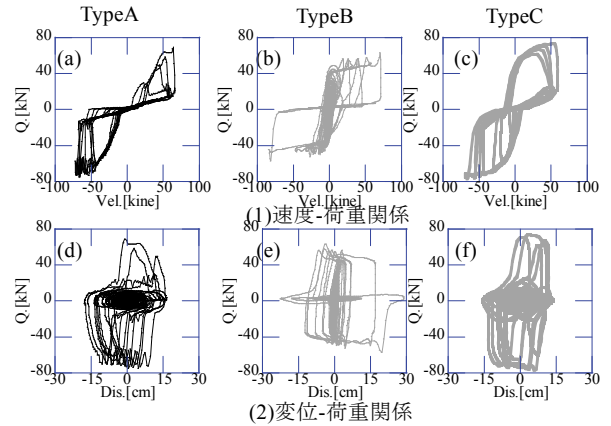 TypeA TypeB TypeC
Q.[kN] 80 40 0 -40 -80 (a) -100 -50 0 50 100 Vel.[kine]
Q.[kN] 80 40 0 -40 -80 (b) -100 -50 0 50 100 Vel.[kine]
Q.[kN] 80 40 0 -40 -80 (c) -100 -50 0 50 100 Vel.[kine]
(1)速度-荷重関係
Q.[kN] 80 40 0 -40 -80 (d) -30 -15 0 15 30 Dis.[cm]
Q.[kN] 80 40 0 -40 -80 (e) -30 -15 0 15 30 Dis.[cm]
Q.[kN] 80 40 0 -40 -80 (f) -30 -15 0 15 30 Dis.[cm]
(2)変位-荷重関係